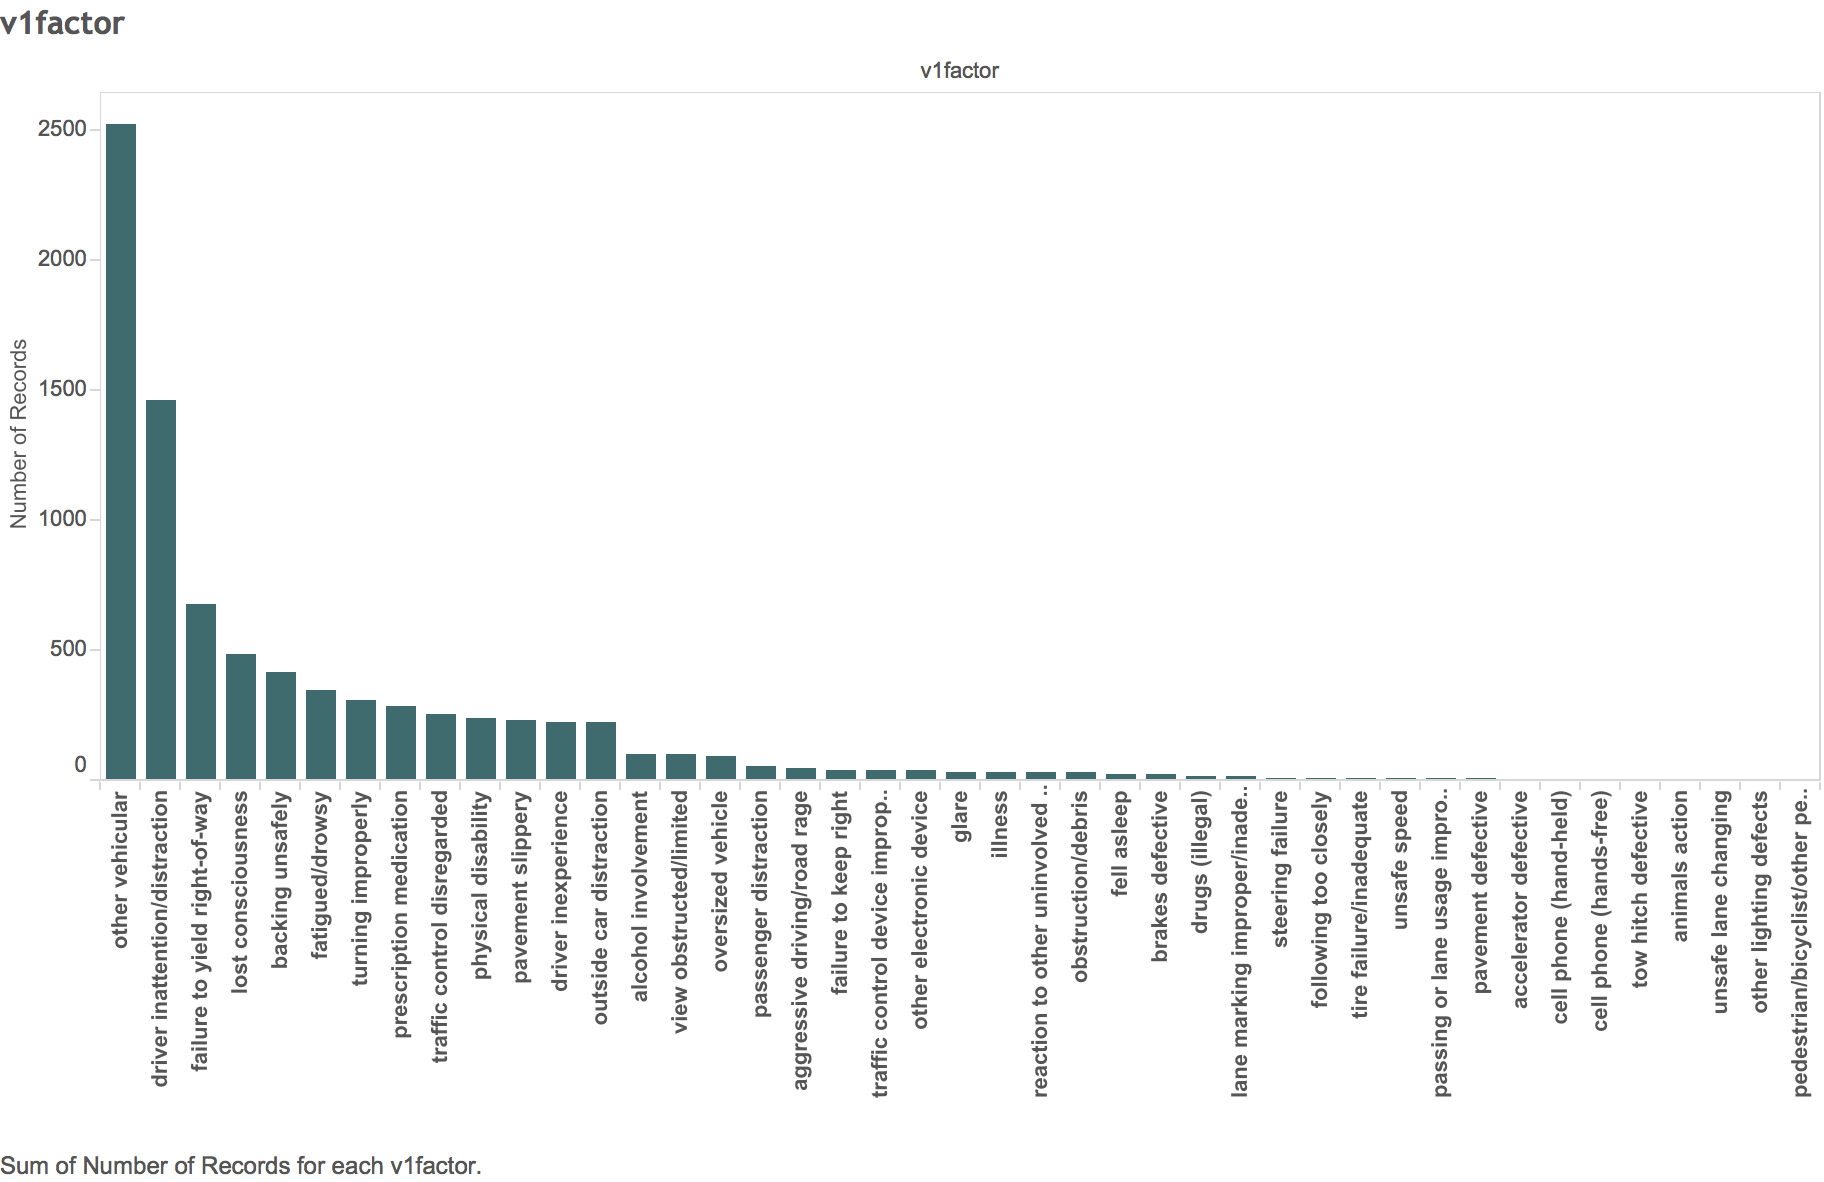 v1factor
v1factor
Number of Records
2500
2000
1500
1000
500
0
other vehicular
driver inattention/distraction
failure to yield right-of-way
lost consciousness
backing unsafely
fatigued/drowsy
turning improperly
prescription medication
traffic control disregarded
physical disability
pavement slippery
driver inexperience
outside car distraction
alcohol involvement
view obstructed/limited
oversized vehicle
passenger distraction
aggressive driving/road rage
failure to keep right
traffic control device improp..
other electronic device
glare
illness
reaction to other uninvolved ..
obstruction/debris
fell asleep
brakes defective
drugs (illegal)
lane marking improper/inade..
steering failure
following too closely
tire failure/inadequate
unsafe speed
passing or lane usage impro..
pavement defective
accelerator defective
cell phone (hand-held)
cell phone (hands-free)
tow hitch defective
animals action
unsafe lane changing
other lighting defects
pedestrian/bicyclist/other pe..
Sum of Number of Records for each v1factor.